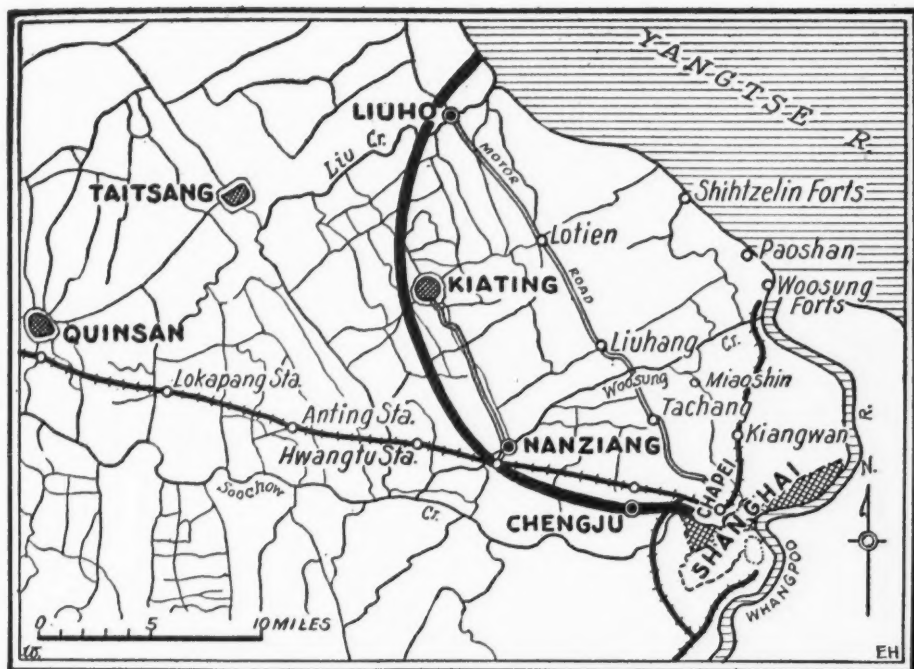 YANGTSE R.
LIUHO
Liu Cr.
MOTOR
ROAD
TAITSANG
Shihtzelin Forts
Lotien
Paoshan
KIATING
Woosung
Forts
QUINSAN
Liuhang
Cr.
Lokapang Sta.
Woosung
Miaoshin
Anting Sta.
Tachang
Hwangtu Sta.
NANZIANG
Kiangwan
R.
N.
Soochow
Cr.
CHAPEI
CHENGJU
SHANGHAI
WHANGPOO
0 5 10 MILES
W.
EH